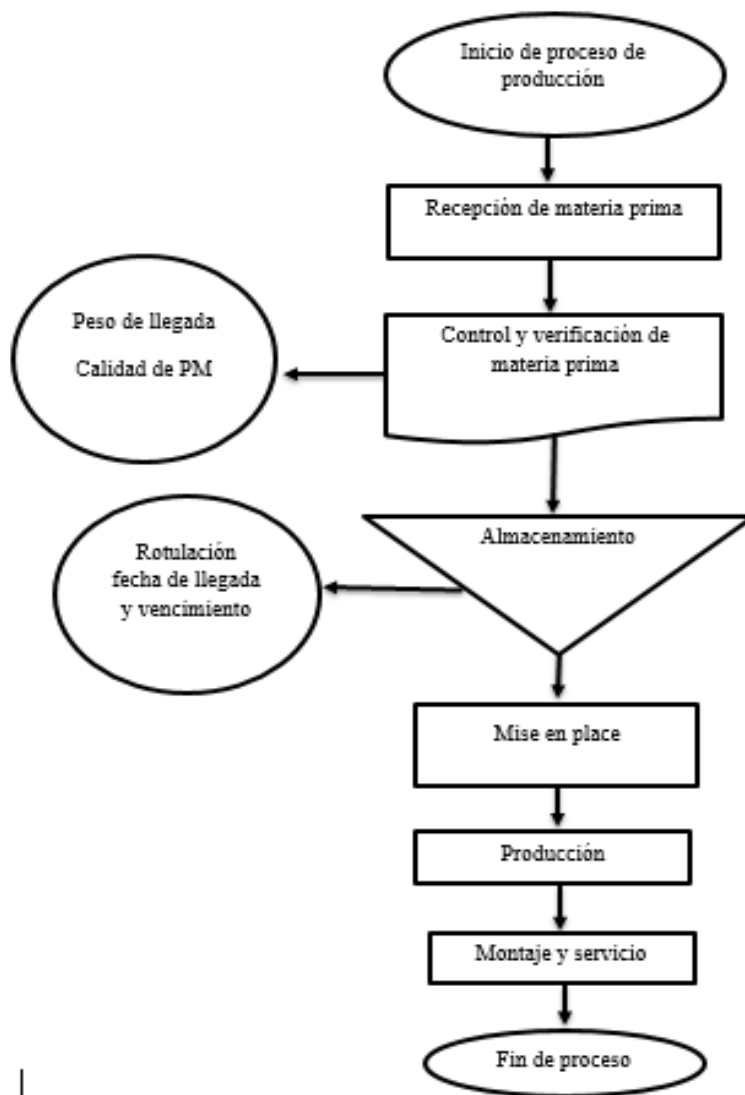 Inicio de proceso de
producción
Recepción de materia prima
Control y verificación de
materia prima
Peso de llegada
Calidad de PM
Almacenamiento
Rotulación
fecha de llegada
y vencimiento
Mise en place
Producción
Montaje y servicio
Fin de proceso